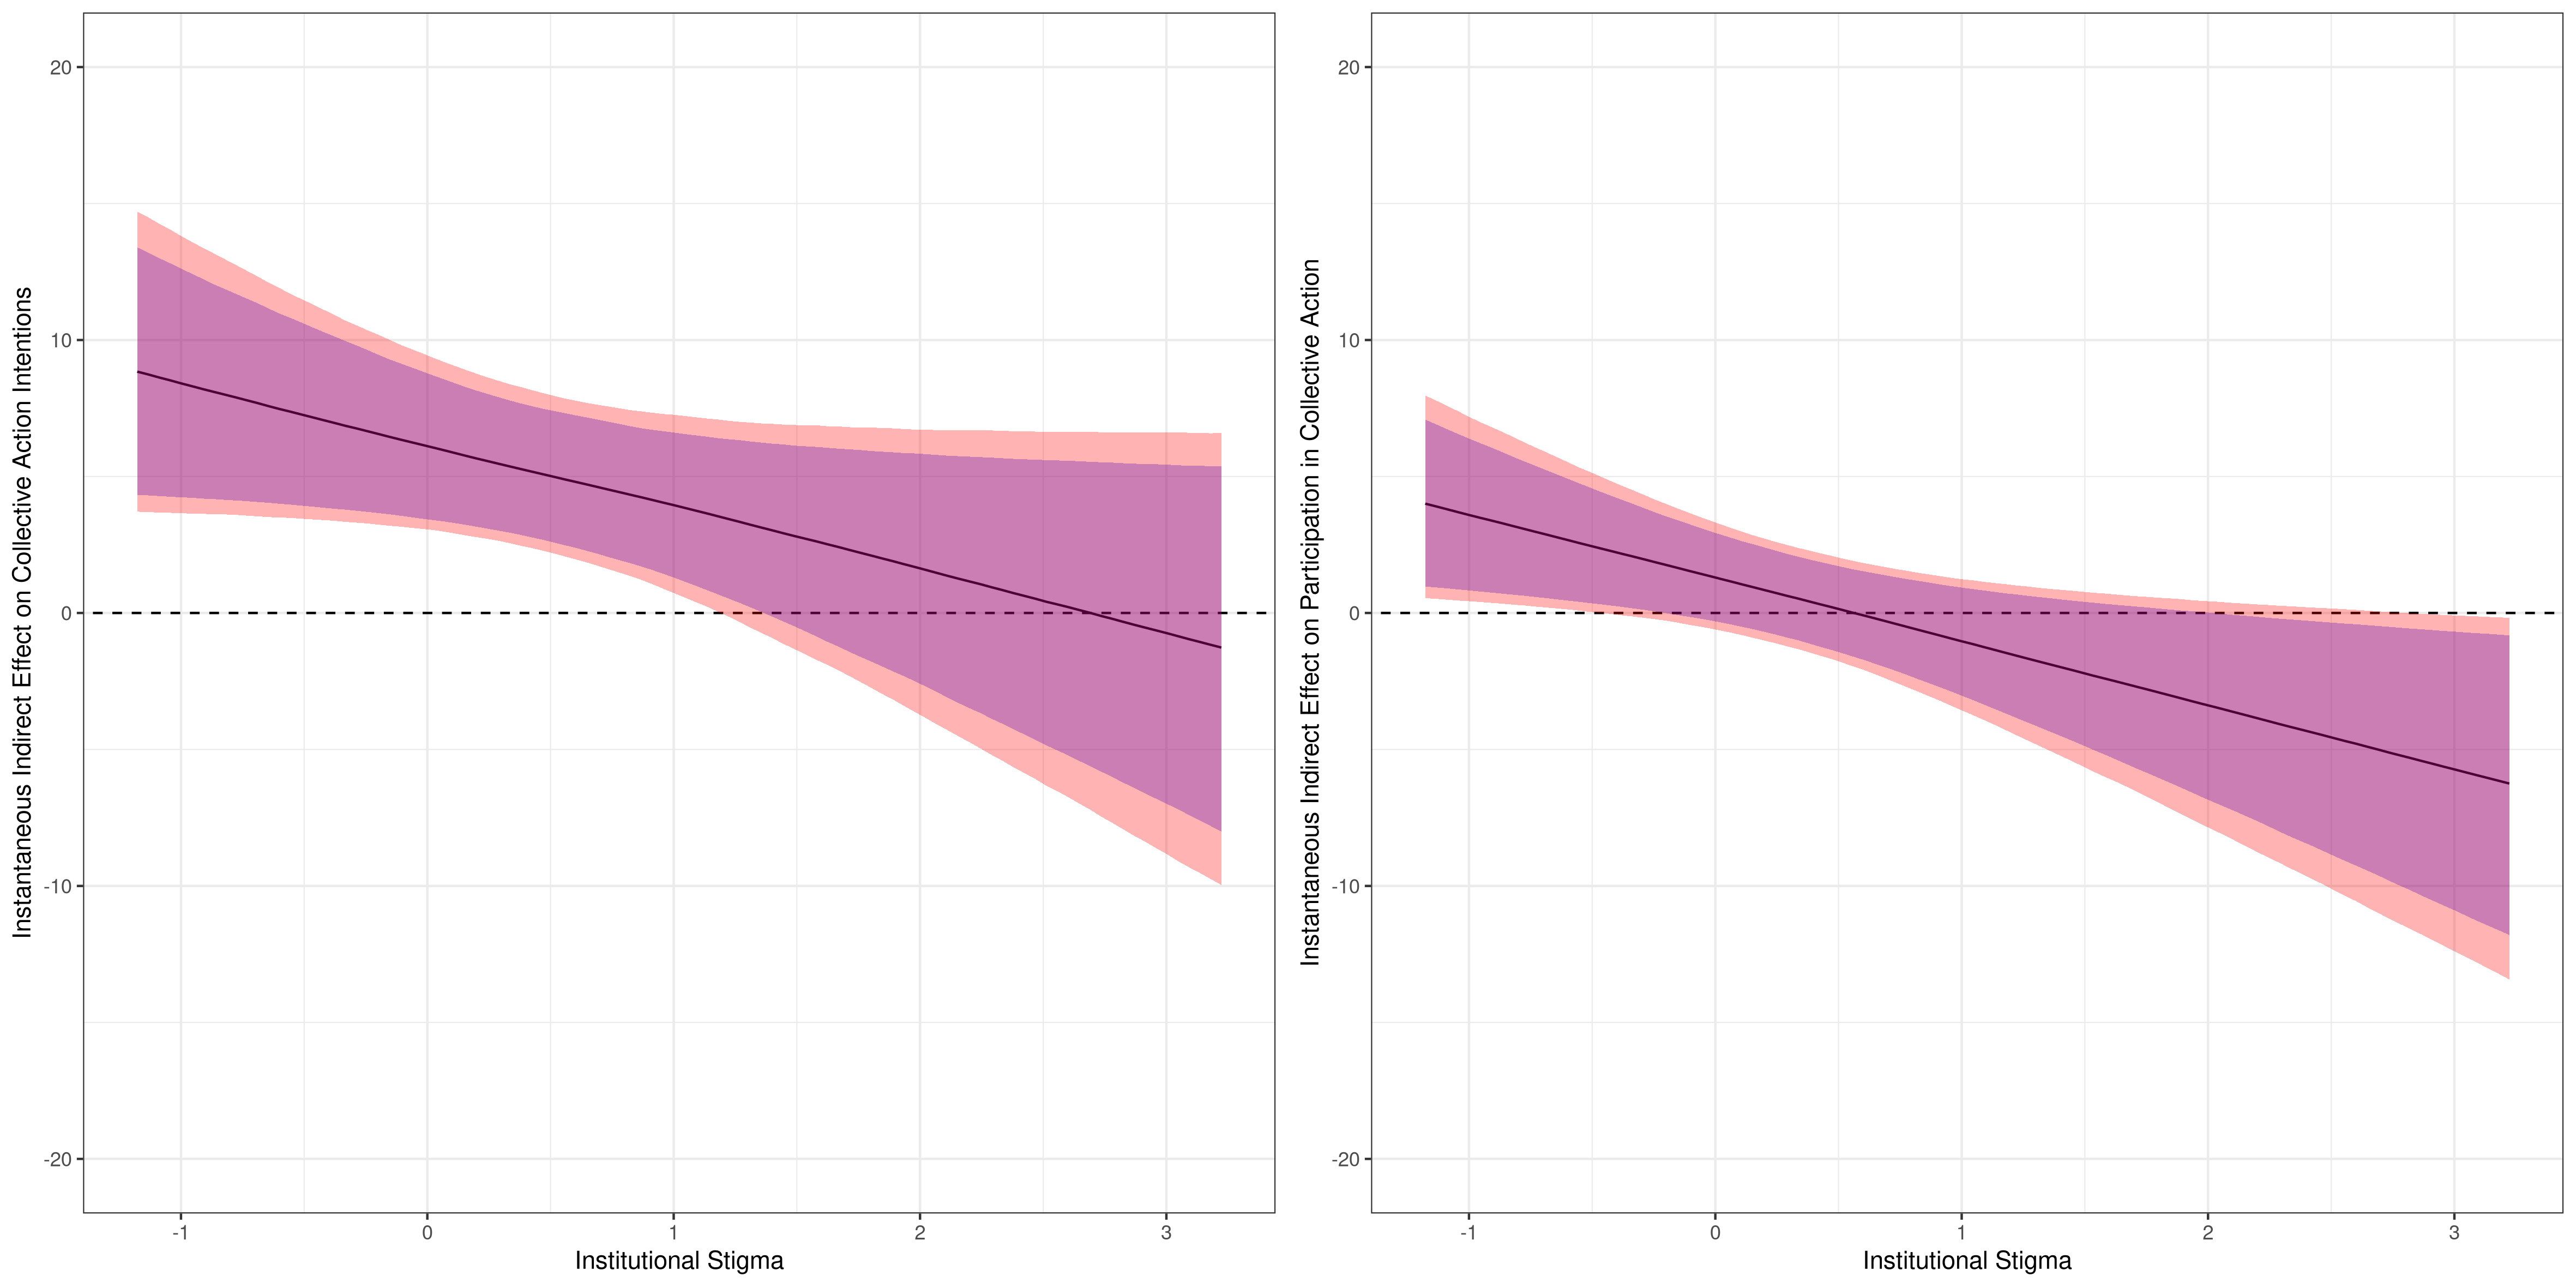 Instantaneous Indirect Effect on Collective Action Intentions
20
10
0
-10
-20
-1 0 1 2 3
Institutional Stigma
Instantaneous Indirect Effect on Participation in Collective Action
20
10
0
-10
-20
-1 0 1 2 3
Institutional Stigma